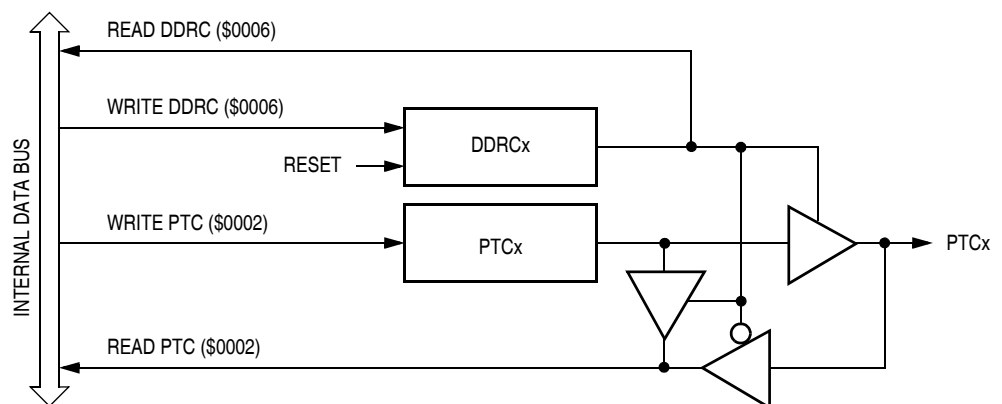 READ DDRC ($0006)
WRITE DDRC ($0006)
DDRCx
RESET
INTERNAL DATA BUS
WRITE PTC ($0002)
PTCx
PTCx
READ PTC ($0002)